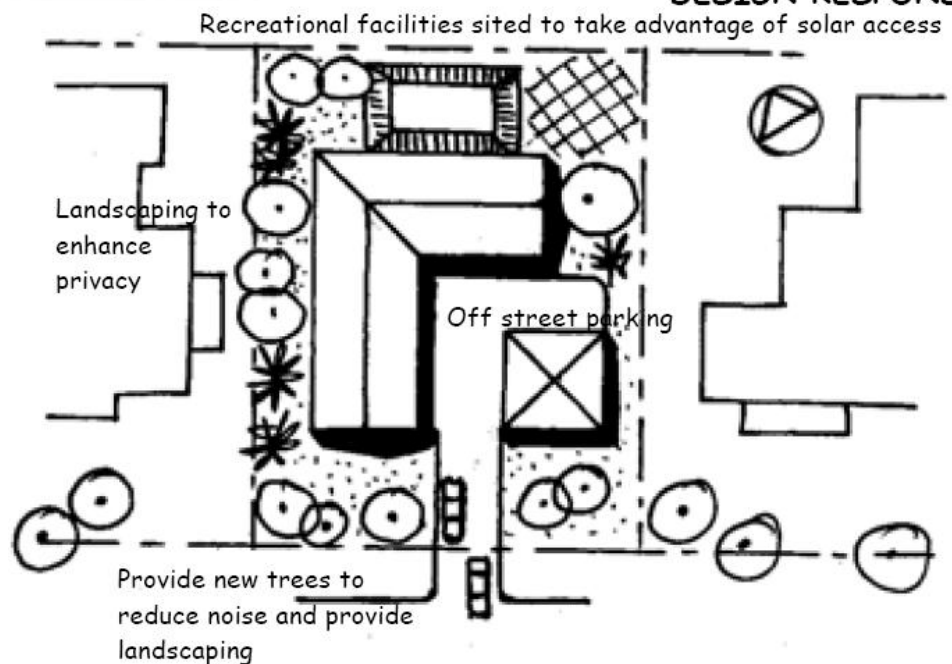 Recreational facilities sited to take advantage of solar access
Landscaping to
enhance
privacy
Off street parking
Provide new trees to
reduce noise and provide
landscaping